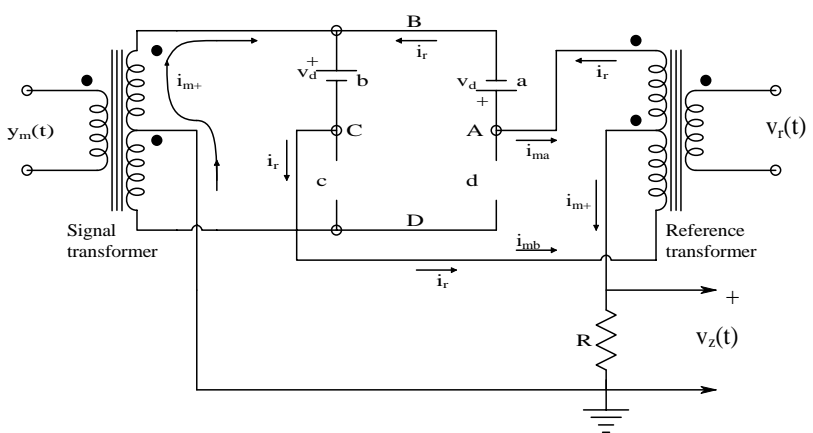 B
i_r
i_r
+
v_d
b
v_d
a
+
i_m+
y_m(t)
v_r(t)
C
A
i_ma
i_r
c
d
i_m+
D
Signal
transformer
Reference
transformer
i_mb
i_r
+
R
v_z(t)